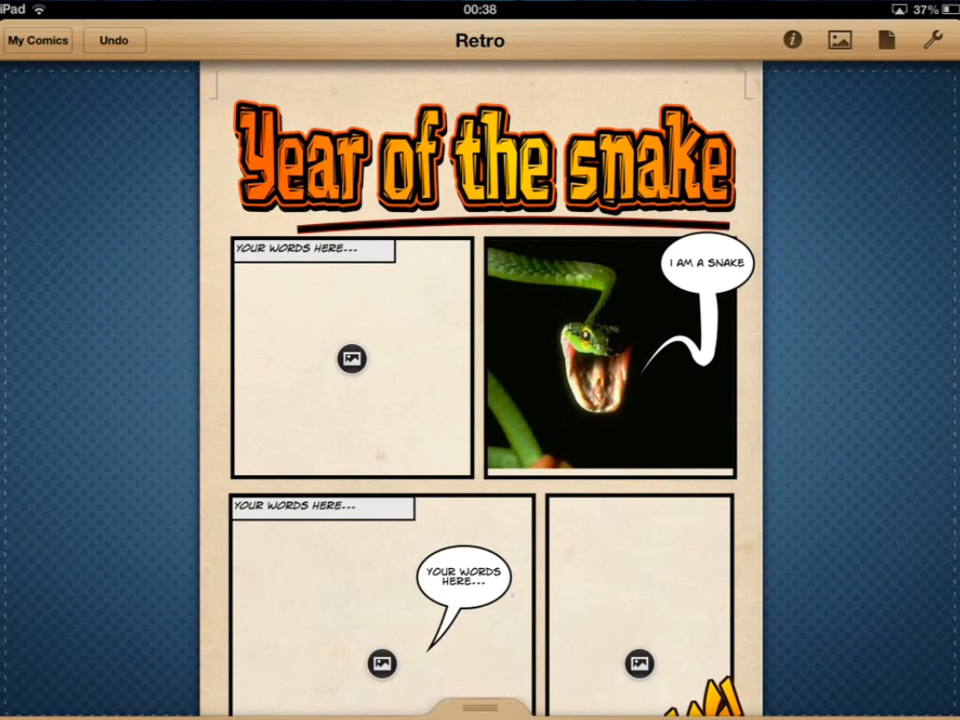 iPad 00:38 37%
My Comics Undo Retro
Year of the snake
YOUR WORDS HERE...
I AM A SNAKE
YOUR WORDS HERE...
YOUR WORDS
HERE...